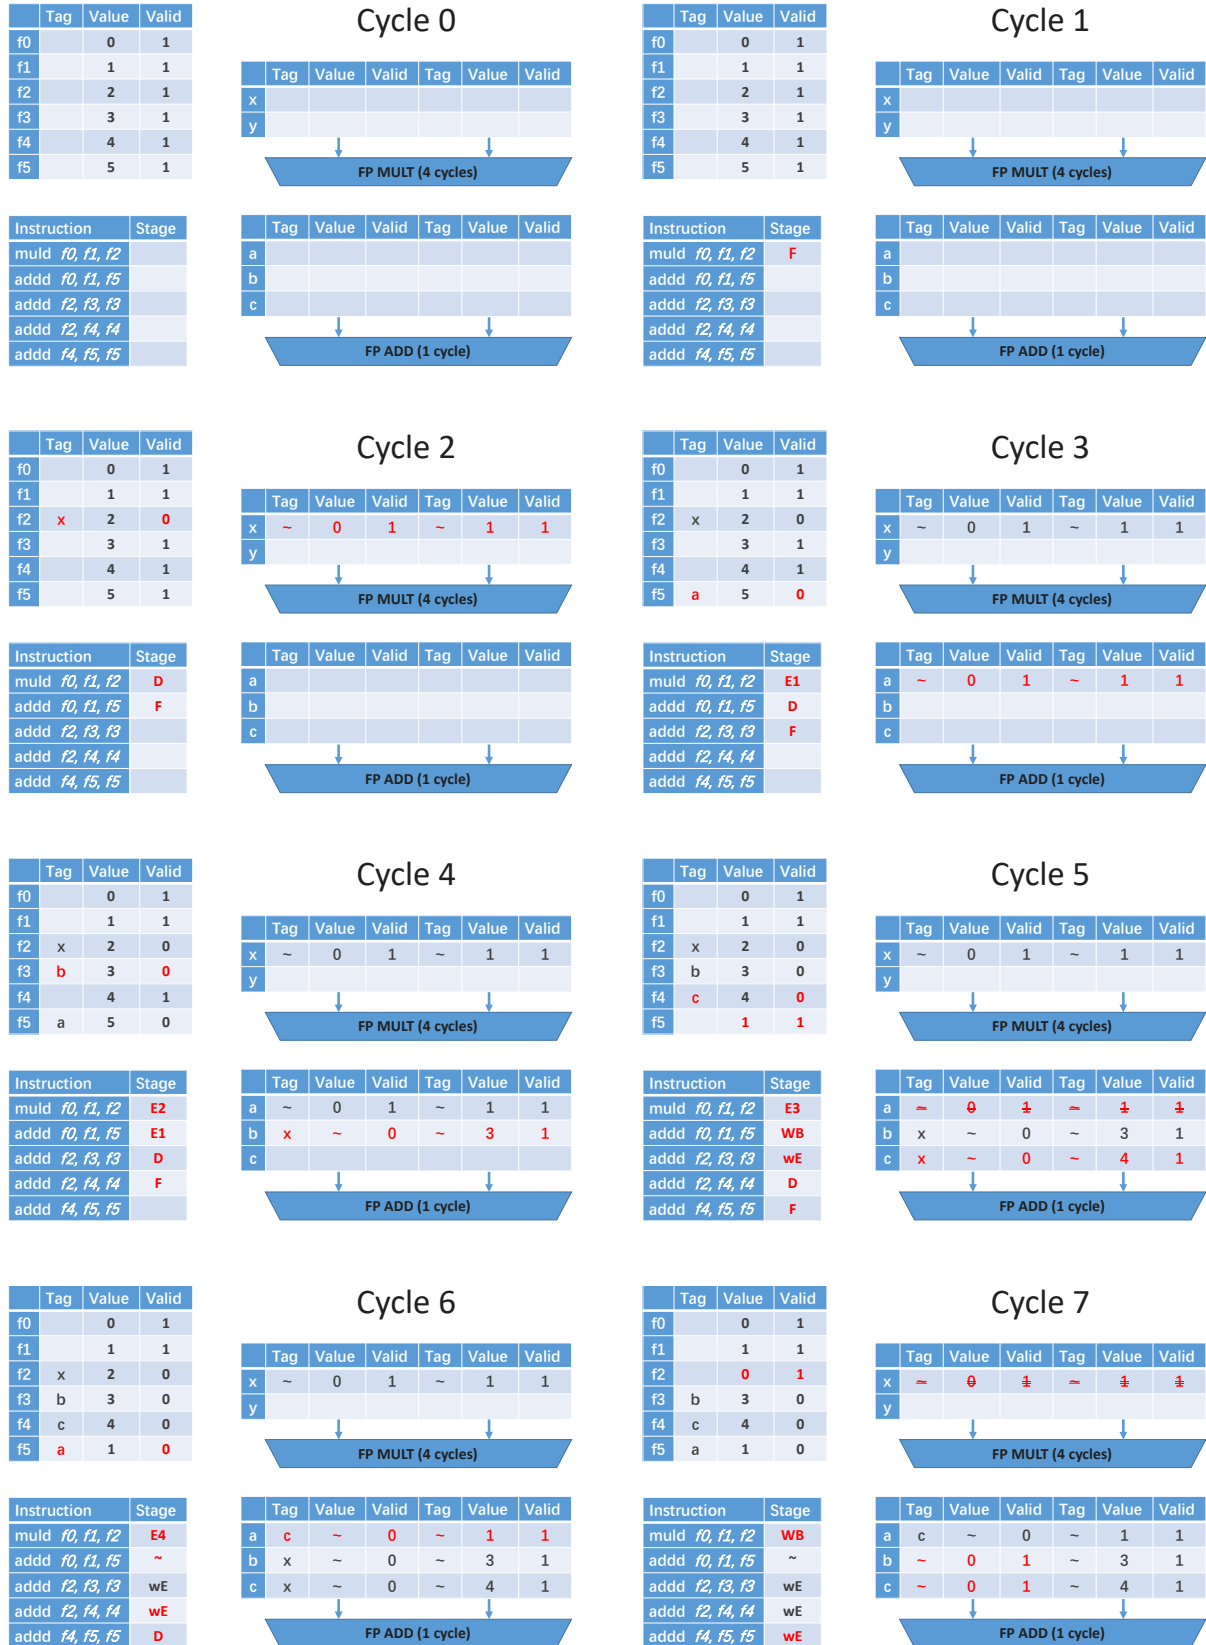 Cycle 0
Tag Value Valid
f0 0 1
f1 1 1
f2 2 1
f3 3 1
f4 4 1
f5 5 1
Tag Value Valid Tag Value Valid
x
y
FP MULT (4 cycles)
Instruction Stage
muld f0, f1, f2
addd f0, f1, f5
addd f2, f3, f3
addd f2, f4, f4
addd f4, f5, f5
Tag Value Valid Tag Value Valid
a
b
c
FP ADD (1 cycle)
Cycle 1
Tag Value Valid
f0 0 1
f1 1 1
f2 2 1
f3 3 1
f4 4 1
f5 5 1
Tag Value Valid Tag Value Valid
x
y
FP MULT (4 cycles)
Instruction Stage
muld f0, f1, f2 F
addd f0, f1, f5
addd f2, f3, f3
addd f2, f4, f4
addd f4, f5, f5
Tag Value Valid Tag Value Valid
a
b
c
FP ADD (1 cycle)
Cycle 2
Tag Value Valid
f0 0 1
f1 1 1
f2 x 2 0
f3 3 1
f4 4 1
f5 5 1
Tag Value Valid Tag Value Valid
x ~ 0 1 ~ 1 1
y
FP MULT (4 cycles)
Instruction Stage
muld f0, f1, f2 D
addd f0, f1, f5 F
addd f2, f3, f3
addd f2, f4, f4
addd f4, f5, f5
Tag Value Valid Tag Value Valid
a
b
c
FP ADD (1 cycle)
Cycle 3
Tag Value Valid
f0 0 1
f1 1 1
f2 x 2 0
f3 3 1
f4 4 1
f5 a 5 0
Tag Value Valid Tag Value Valid
x ~ 0 1 ~ 1 1
y
FP MULT (4 cycles)
Instruction Stage
muld f0, f1, f2 E1
addd f0, f1, f5 D
addd f2, f3, f3 F
addd f2, f4, f4
addd f4, f5, f5
Tag Value Valid Tag Value Valid
a ~ 0 1 ~ 1 1
b
c
FP ADD (1 cycle)
Cycle 4
Tag Value Valid
f0 0 1
f1 1 1
f2 x 2 0
f3 b 3 0
f4 4 1
f5 a 5 0
Tag Value Valid Tag Value Valid
x ~ 0 1 ~ 1 1
y
FP MULT (4 cycles)
Instruction Stage
muld f0, f1, f2 E2
addd f0, f1, f5 E1
addd f2, f3, f3 D
addd f2, f4, f4 F
addd f4, f5, f5
Tag Value Valid Tag Value Valid
a ~ 0 1 ~ 1 1
b x ~ 0 ~ 3 1
c
FP ADD (1 cycle)
Cycle 5
Tag Value Valid
f0 0 1
f1 1 1
f2 x 2 0
f3 b 3 0
f4 c 4 0
f5 1 1
Tag Value Valid Tag Value Valid
x ~ 0 1 ~ 1 1
y
FP MULT (4 cycles)
Instruction Stage
muld f0, f1, f2 E3
addd f0, f1, f5 WB
addd f2, f3, f3 wE
addd f2, f4, f4 D
addd f4, f5, f5 F
Tag Value Valid Tag Value Valid
a ~ 0 1 ~ 1 1
b x ~ 0 ~ 3 1
c x ~ 0 ~ 4 1
FP ADD (1 cycle)
Cycle 6
Tag Value Valid
f0 0 1
f1 1 1
f2 x 2 0
f3 b 3 0
f4 c 4 0
f5 a 1 0
Tag Value Valid Tag Value Valid
x ~ 0 1 ~ 1 1
y
FP MULT (4 cycles)
Instruction Stage
muld f0, f1, f2 E4
addd f0, f1, f5 ~
addd f2, f3, f3 wE
addd f2, f4, f4 wE
addd f4, f5, f5 D
Tag Value Valid Tag Value Valid
a c ~ 0 ~ 1 1
b x ~ 0 ~ 3 1
c x ~ 0 ~ 4 1
FP ADD (1 cycle)
Cycle 7
Tag Value Valid
f0 0 1
f1 1 1
f2 0 1
f3 b 3 0
f4 c 4 0
f5 a 1 0
Tag Value Valid Tag Value Valid
x ~ 0 1 ~ 1 1
y
FP MULT (4 cycles)
Instruction Stage
muld f0, f1, f2 WB
addd f0, f1, f5 ~
addd f2, f3, f3 wE
addd f2, f4, f4 wE
addd f4, f5, f5 wE
Tag Value Valid Tag Value Valid
a c ~ 0 ~ 1 1
b ~ 0 1 ~ 3 1
c ~ 0 1 ~ 4 1
FP ADD (1 cycle)